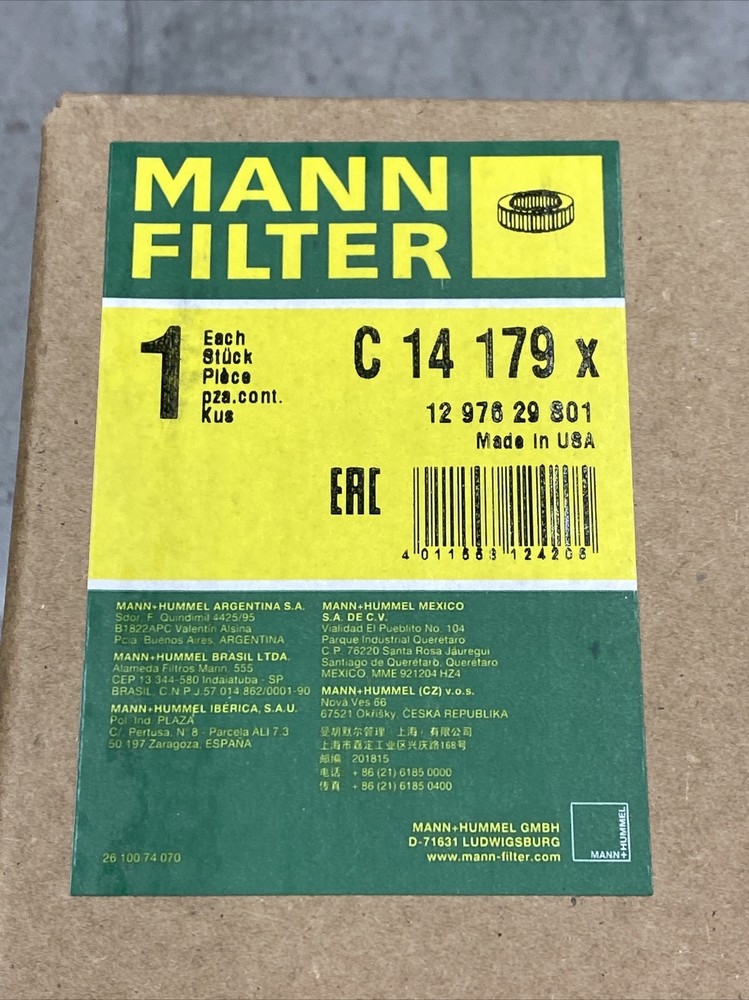 MANN
FILTER
1
Each
Stück
Pièce
pza.cont.
Kus
C 14 179 x
12 976 29 S01
Made in USA
EAC
4 011558 124206
MANN+HUMMEL ARGENTINA S.A.
Sdor. F. Quindimil 4425/95
B1822APC Valentin Alsina
Pcia. Buenos Aires, ARGENTINA
MANN+HUMMEL BRASIL LTDA.
Alameda Filtros Mann, 555
CEP 13 344-580 Indaiatuba - SP
BRASIL, C.N.P.J.57 014 862/0001-90
MANN+HUMMEL IBÉRICA, S.A.U.
Pol. Ind. PLAZA
C/. Pertusa, N° 8 - Parcela ALI 7.3
50.197 Zaragoza, ESPAÑA
MANN+HUMMEL MEXICO
S.A. DE C.V.
Vialidad El Pueblito No. 104
Parque Industrial Querétaro
C.P. 76220 Santa Rosa Jáuregui
Santiago de Querétaro, Querétaro
MEXICO, MME 921204 HZ4
MANN+HUMMEL (CZ) v.o.s.
Nová Ves 66
67521 Okříšky, ČESKÁ REPUBLIKA
曼胡默尔管理（上海）有限公司
上海市嘉定工业区兴庆路168号
邮编 201815
电话 + 86 (21) 6185 0000
传真 + 86 (21) 6185 0400
MANN+HUMMEL GMBH
D-71631 LUDWIGSBURG
www.mann-filter.com
MANN+HUMMEL
26 100 74 070